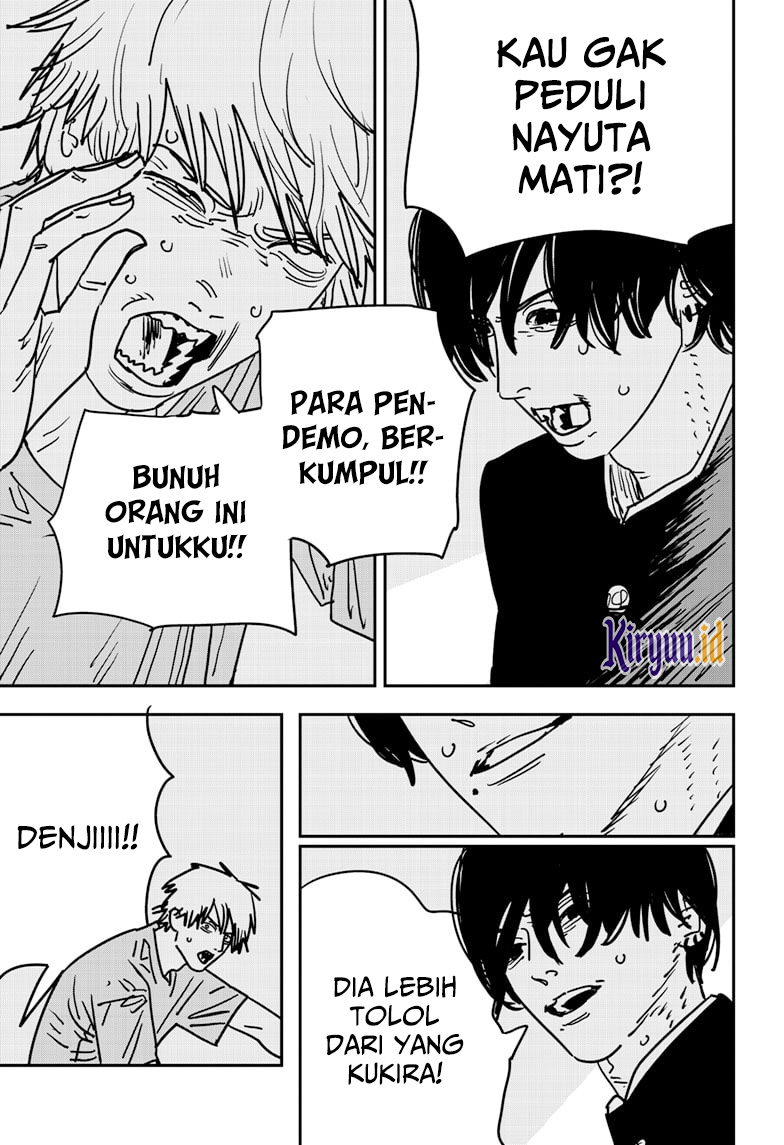 KAU GAK
PEDULI
NAYUTA
MATI?!
PARA PEN-
DEMO, BER-
KUMPUL!!
BUNUH
ORANG INI
UNTUKKU!!
Kiryuu.id
DIA LEBIH
TOLOL
DARI YANG
KUKIRA!
DENJIIII!!